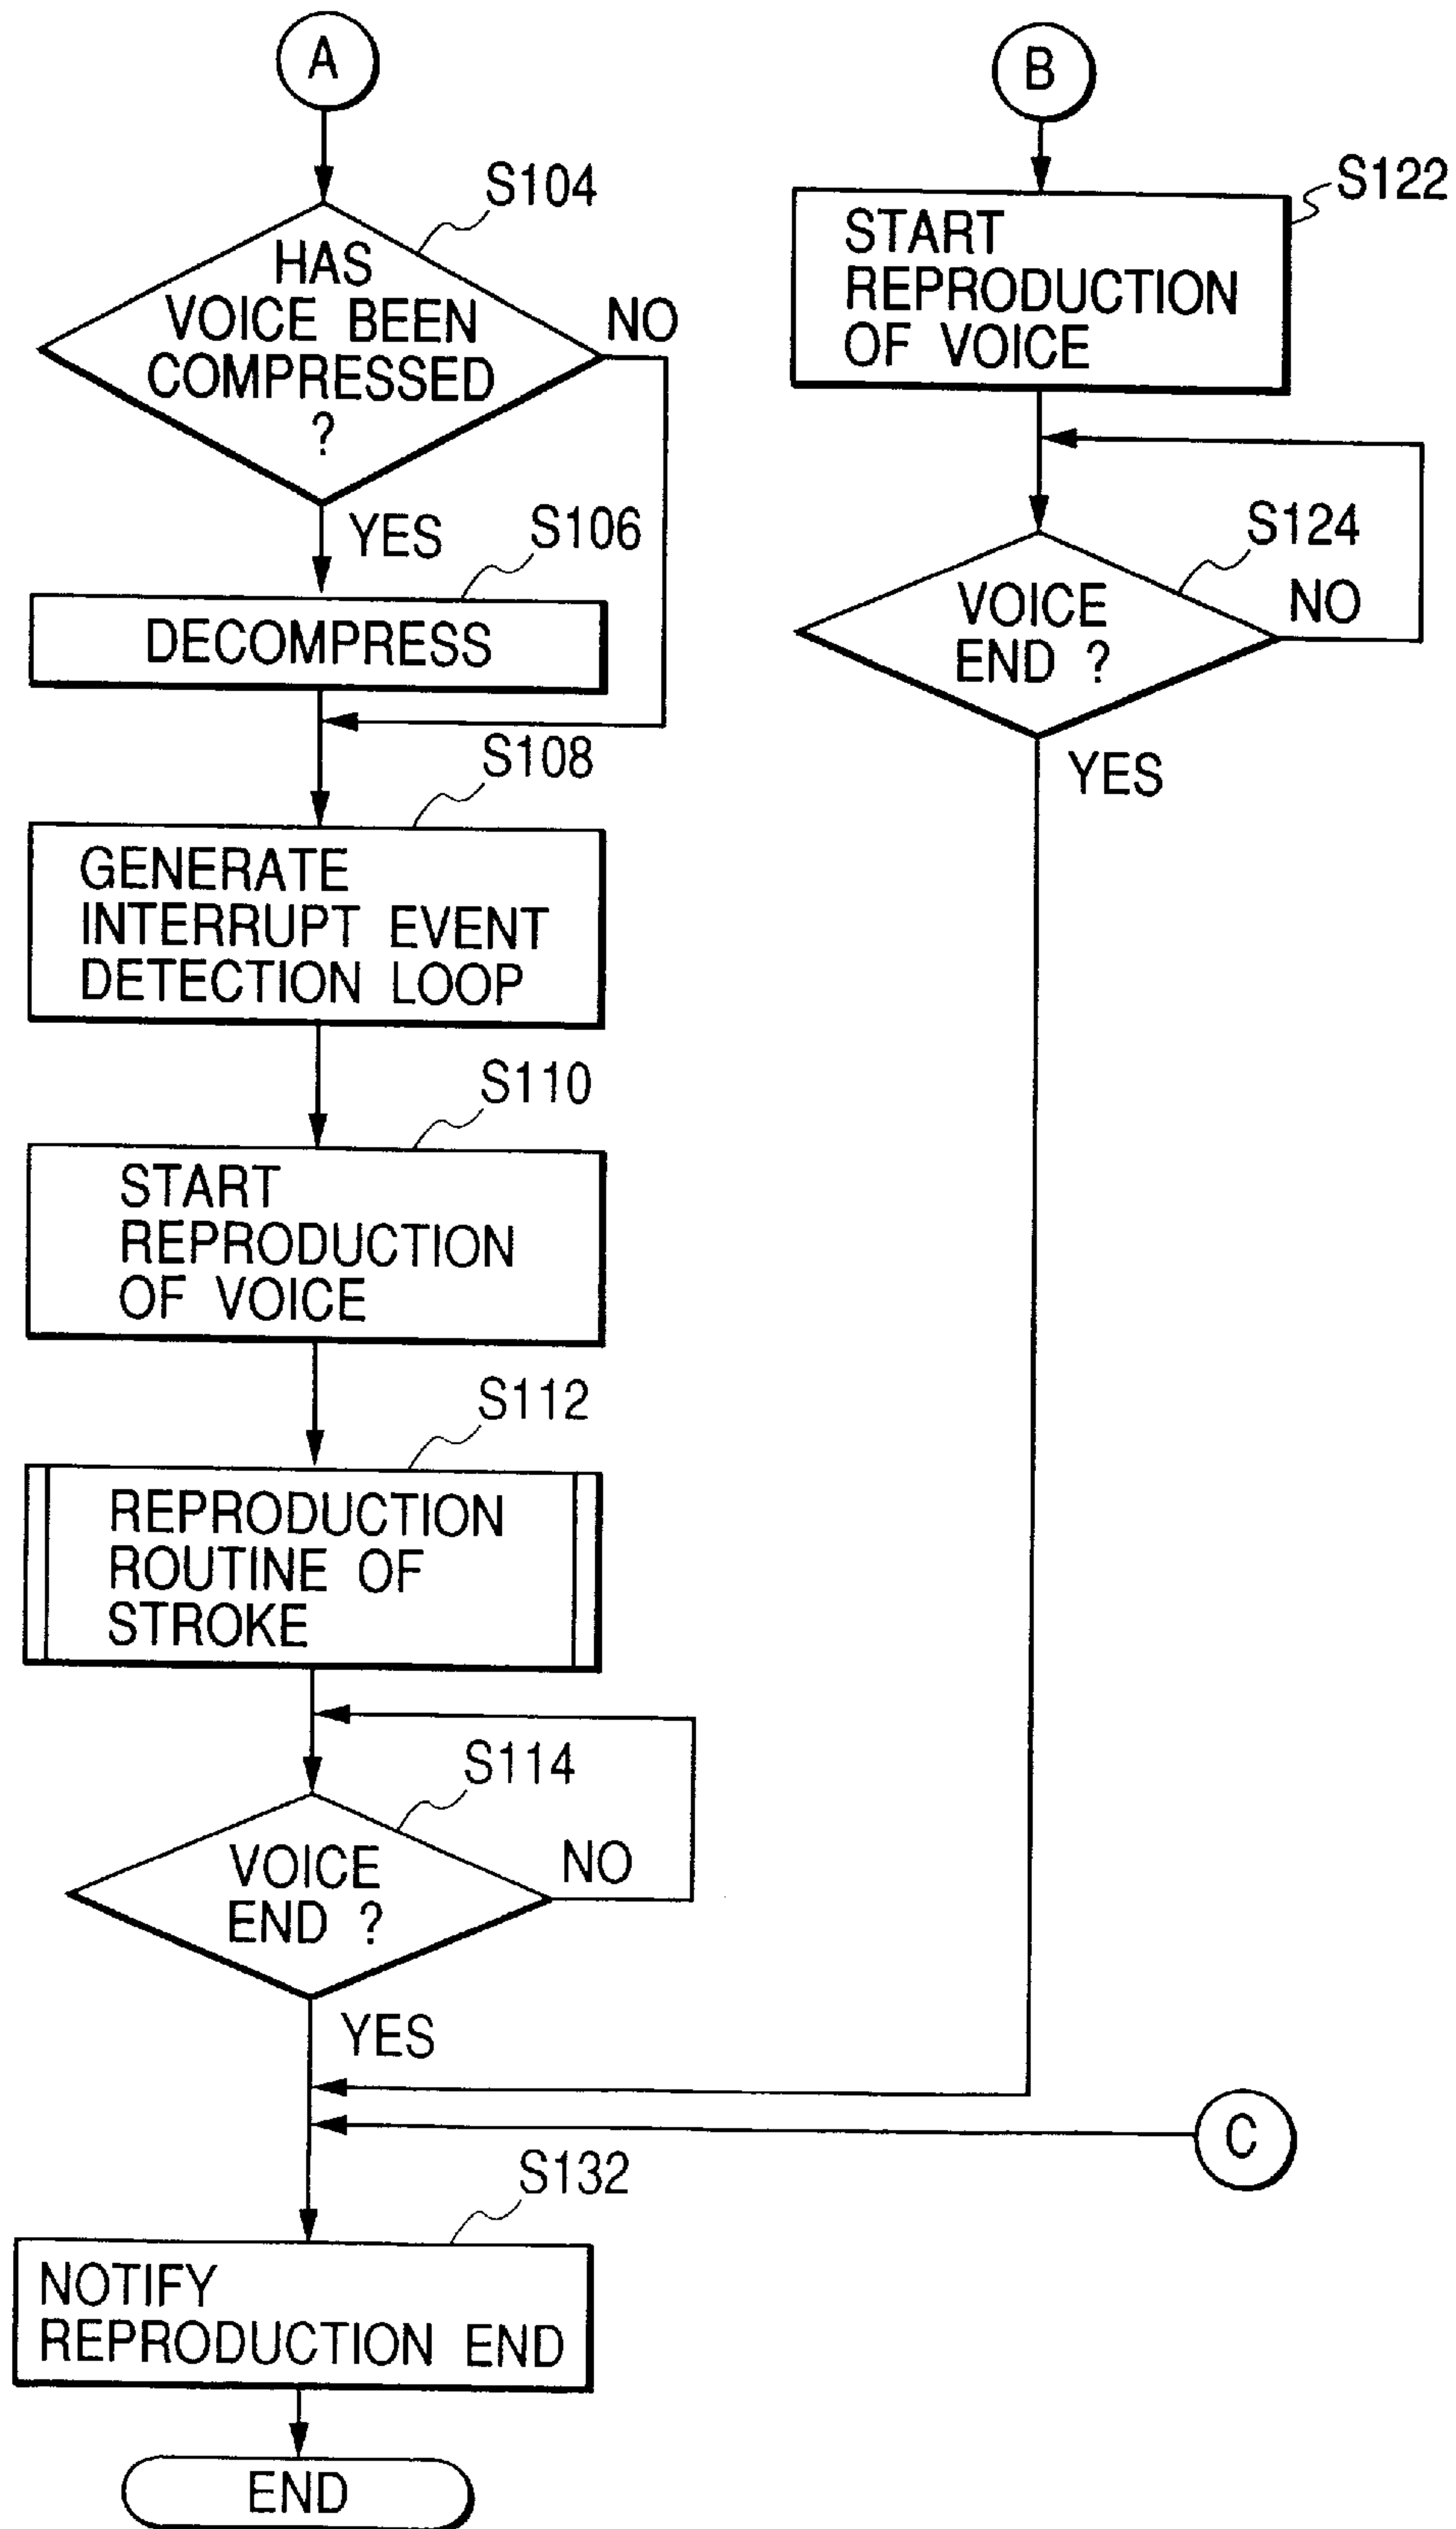 A
S104
HAS
VOICE BEEN
COMPRESSED
?
NO
YES
S106
DECOMPRESS
S108
GENERATE
INTERRUPT EVENT
DETECTION LOOP
S110
START
REPRODUCTION
OF VOICE
S112
REPRODUCTION
ROUTINE OF
STROKE
S114
VOICE
END ?
NO
YES
B
S122
START
REPRODUCTION
OF VOICE
S124
VOICE
END ?
NO
YES
C
S132
NOTIFY
REPRODUCTION END
END